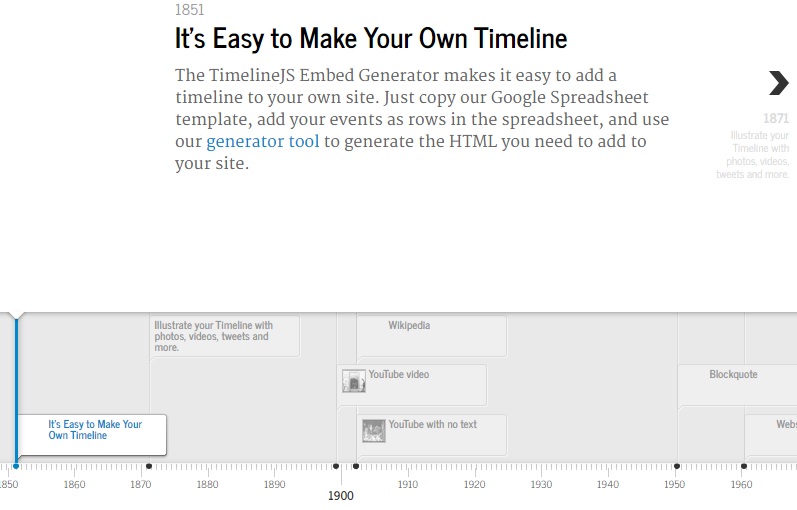 1851
It's Easy to Make Your Own Timeline
The TimelineJS Embed Generator makes it easy to add a
timeline to your own site. Just copy our Google Spreadsheet
template, add your events as rows in the spreadsheet, and use
our generator tool to generate the HTML you need to add to
your site.
1871
Illustrate your
Timeline with
photos, videos,
tweets and more.
Illustrate your Timeline with
photos, videos, tweets and
more.
Wikipedia
YouTube video
Blockquote
It's Easy to Make Your
Own Timeline
YouTube with no text
Webs
1850 1860 1870 1880 1890 1900 1910 1920 1930 1940 1950 1960